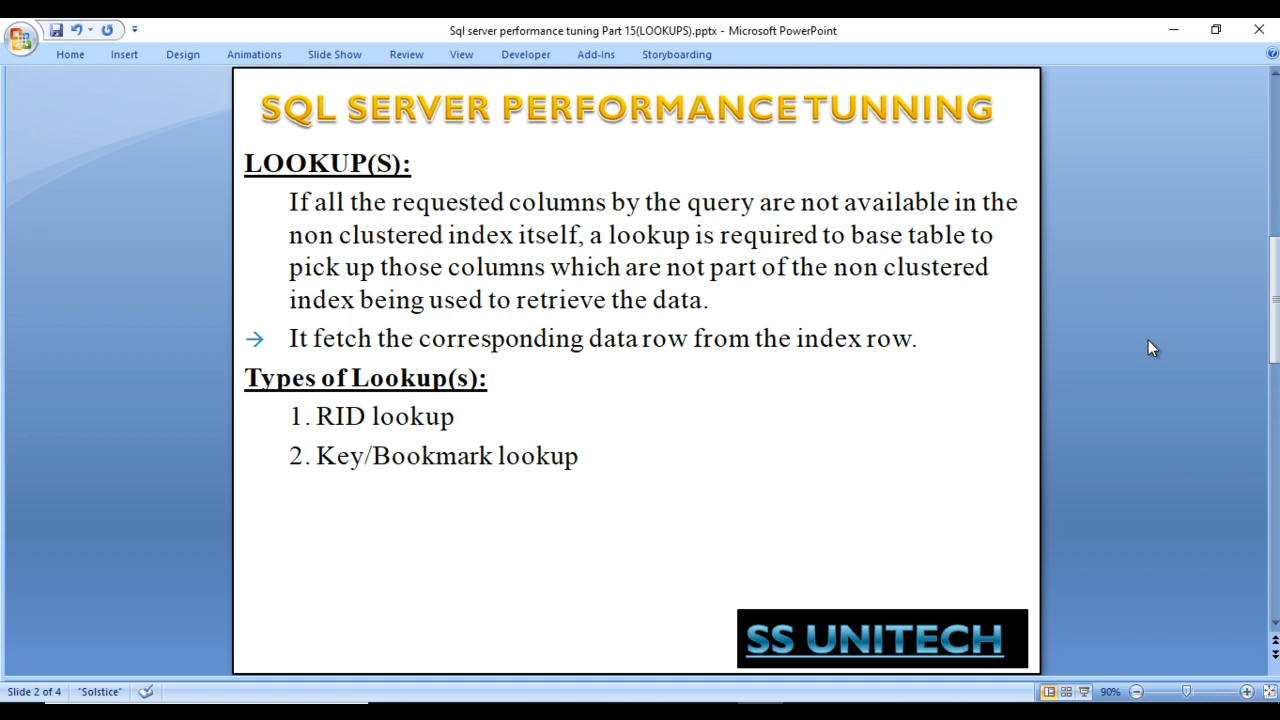 Sql server performance tuning Part 15(LOOKUPS).pptx - Microsoft PowerPoint
Home Insert Design Animations Slide Show Review View Developer Add-Ins Storyboarding
SQL SERVER PERFORMANCE TUNNING
LOOKUP(S):
If all the requested columns by the query are not available in the
non clustered index itself, a lookup is required to base table to
pick up those columns which are not part of the non clustered
index being used to retrieve the data.
→ It fetch the corresponding data row from the index row.
Types of Lookup(s):
1. RID lookup
2. Key/Bookmark lookup
SS UNITECH
Slide 2 of 4 "Solstice" 90%